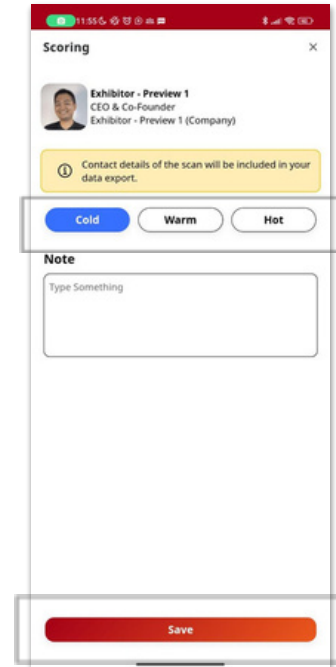 11:55
Scoring
Exhibitor - Preview 1
CEO & Co-Founder
Exhibitor - Preview 1 (Company)
Contact details of the scan will be included in your
data export.
Cold Warm Hot
Note
Type Something
Save